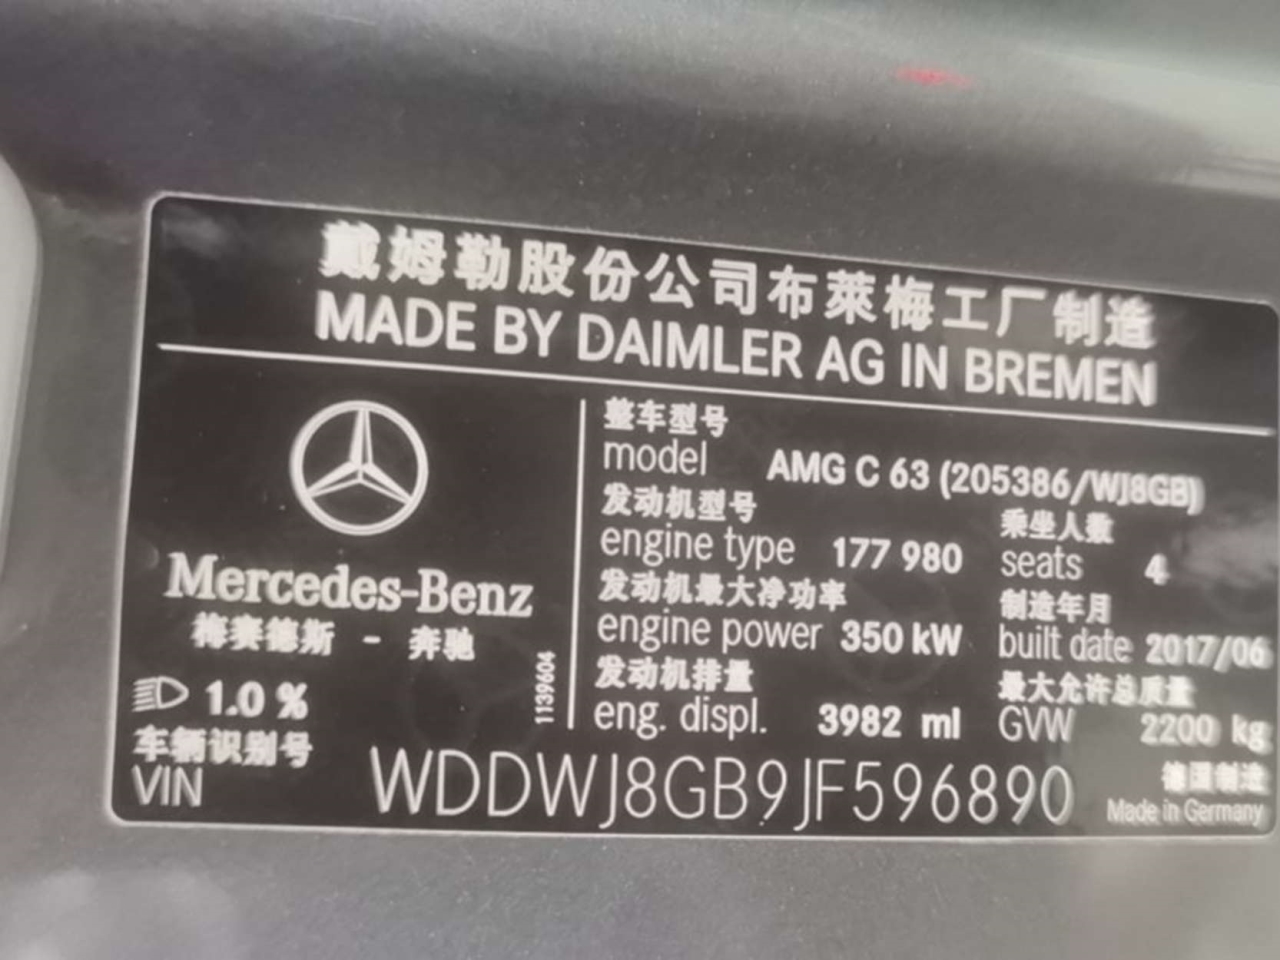 戴姆勒股份公司布萊梅工厂制造
MADE BY DAIMLER AG IN BREMEN
Mercedes-Benz
梅赛德斯 - 奔驰
1.0 %
1139604
整车型号
model AMG C 63 (205386/WJ8GB)
发动机型号 乘坐人数
engine type 177 980 seats 4
发动机最大净功率 制造年月
engine power 350 kW built date 2017/06
发动机排量 最大允许总质量
eng. displ. 3982 ml GVW 2200 kg
车辆识别号 德国制造
VIN WDDWJ8GB9JF596890 Made in Germany